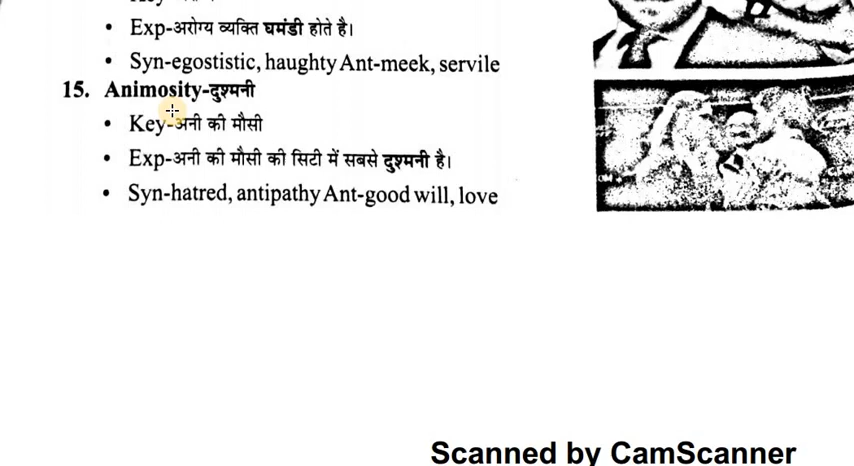 • Exp-अरोग्य व्यक्ति घमंडी होते है।
• Syn-egostistic, haughty Ant-meek, servile
15. Animosity-दुश्मनी
• Key-अनी की मौसी
• Exp-अनी की मौसी की सिटी में सबसे दुश्मनी है।
• Syn-hatred, antipathy Ant-good will, love
Scanned by CamScanner